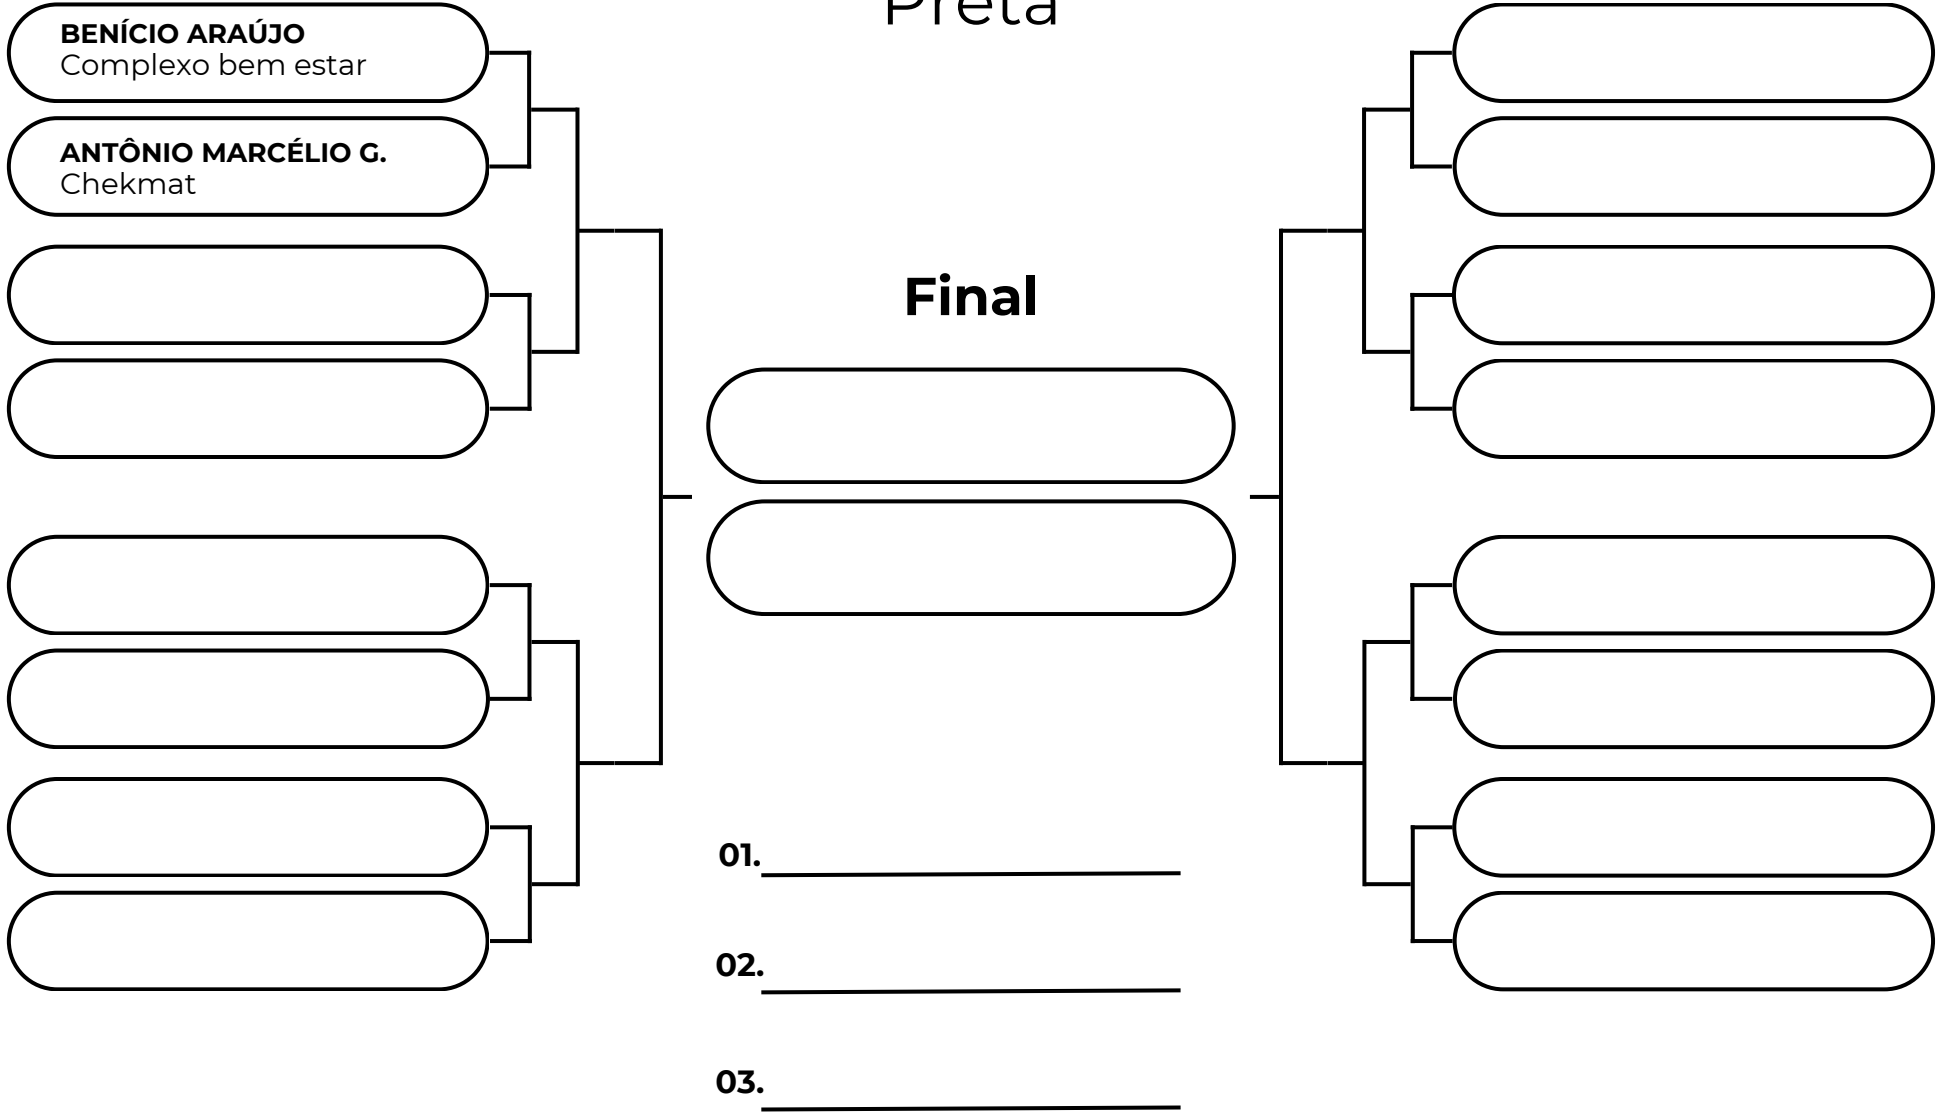 Preta
BENÍCIO ARAÚJO
Complexo bem estar
ANTÔNIO MARCÉLIO G.
Chekmat
Final
01.
02.
03.